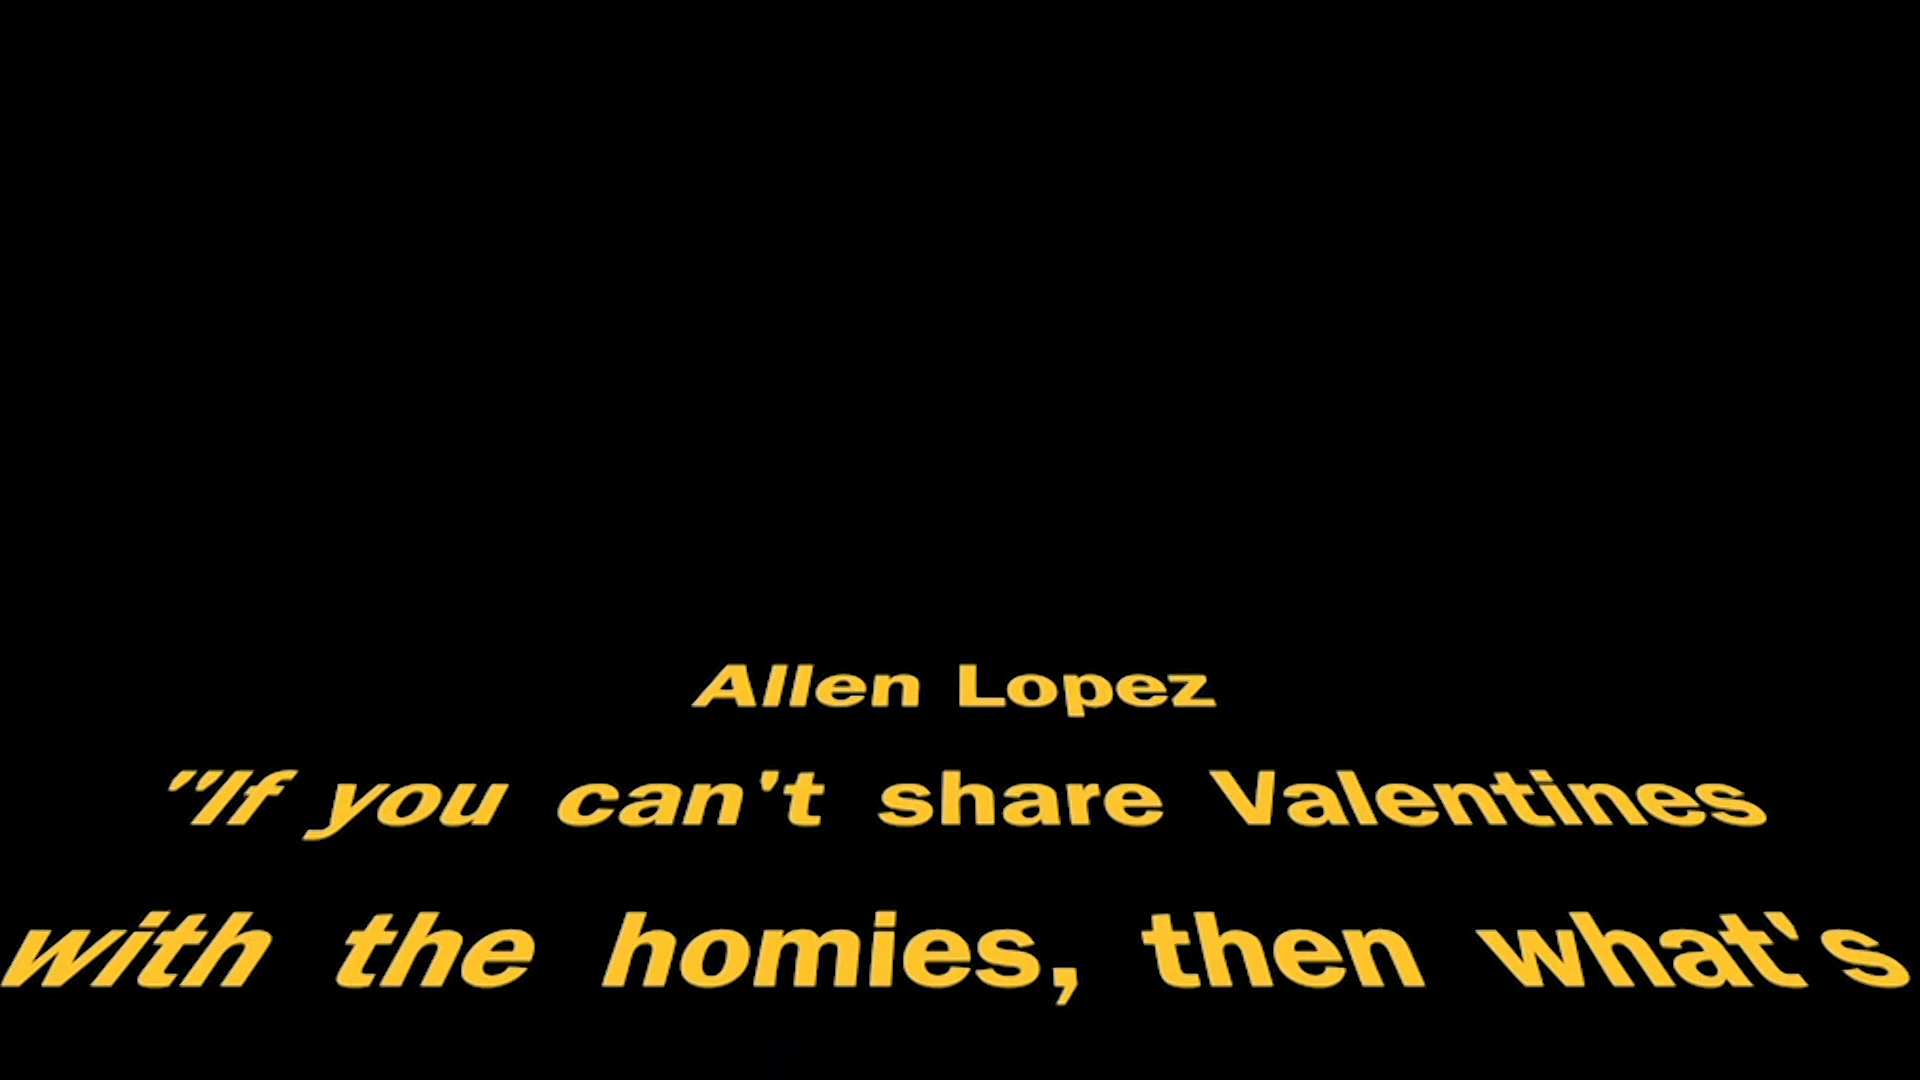 Allen Lopez
"If you can't share Valentines
with the homies, then what's